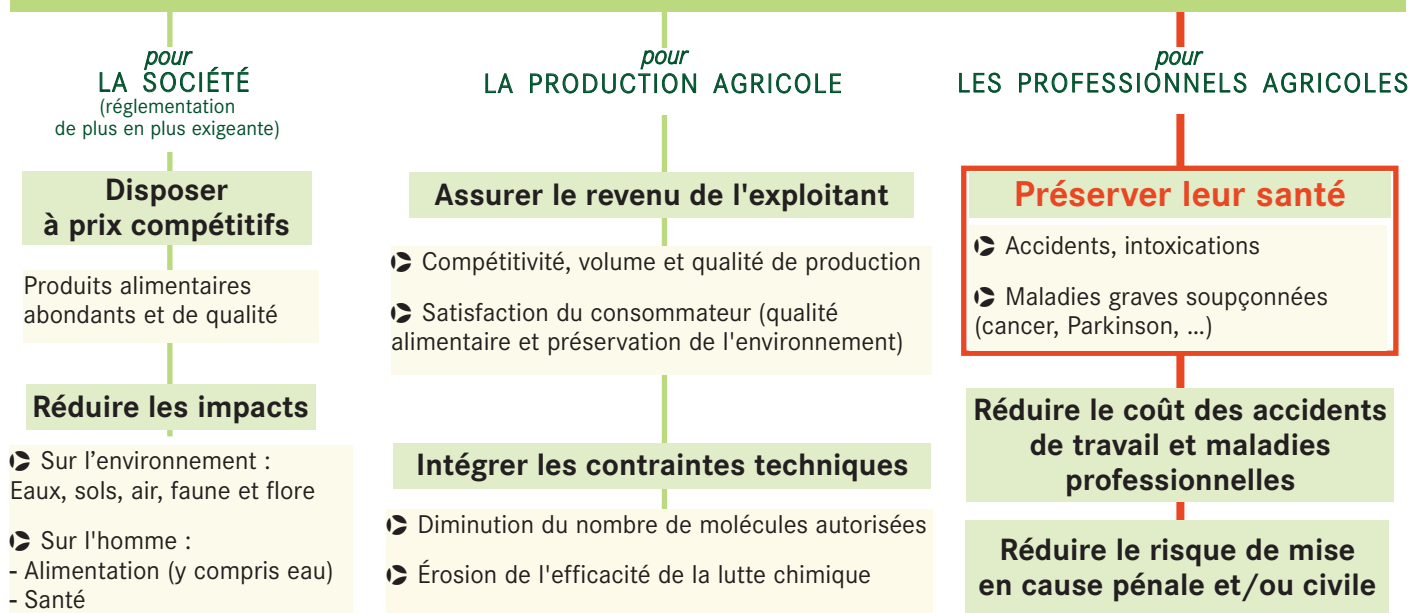 pour
LA SOCIÉTÉ
(réglementation
de plus en plus exigeante)
Disposer
à prix compétitifs
Produits alimentaires
abondants et de qualité
Réduire les impacts
Sur l’environnement :
Eaux, sols, air, faune et flore
Sur l'homme :
- Alimentation (y compris eau)
- Santé
pour
LA PRODUCTION AGRICOLE
Assurer le revenu de l'exploitant
Compétitivité, volume et qualité de production
Satisfaction du consommateur (qualité
alimentaire et préservation de l'environnement)
Intégrer les contraintes techniques
Diminution du nombre de molécules autorisées
Érosion de l'efficacité de la lutte chimique
pour
LES PROFESSIONNELS AGRICOLES
Préserver leur santé
Accidents, intoxications
Maladies graves soupçonnées
(cancer, Parkinson, ...)
Réduire le coût des accidents
de travail et maladies
professionnelles
Réduire le risque de mise
en cause pénale et/ou civile